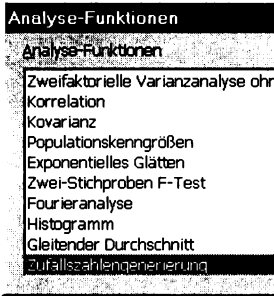 Analyse-Funktionen
Analyse-Funktionen
Zweifaktorielle Varianzanalyse ohn
Korrelation
Kovarianz
Populationskenngrößen
Exponentielles Glätten
Zwei-Stichproben F-Test
Fourieranalyse
Histogramm
Gleitender Durchschnitt
Zufallszahlengenerierung